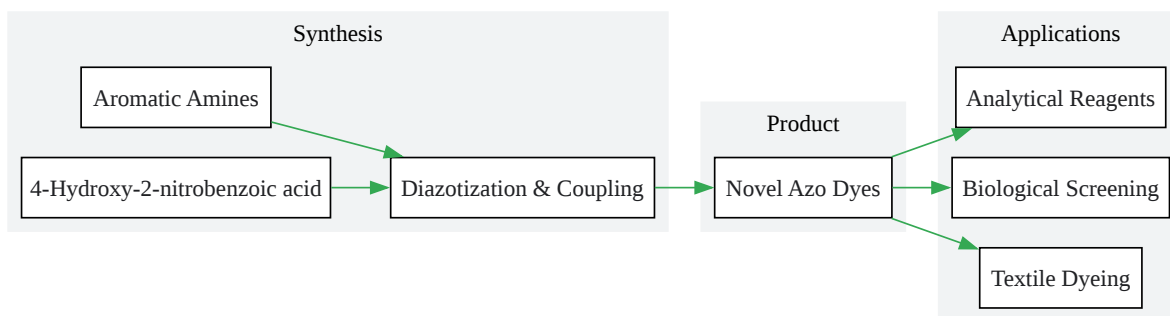 Synthesis
Aromatic Amines
4-Hydroxy-2-nitrobenzoic acid
Diazotization & Coupling
Product
Novel Azo Dyes
Applications
Analytical Reagents
Biological Screening
Textile Dyeing